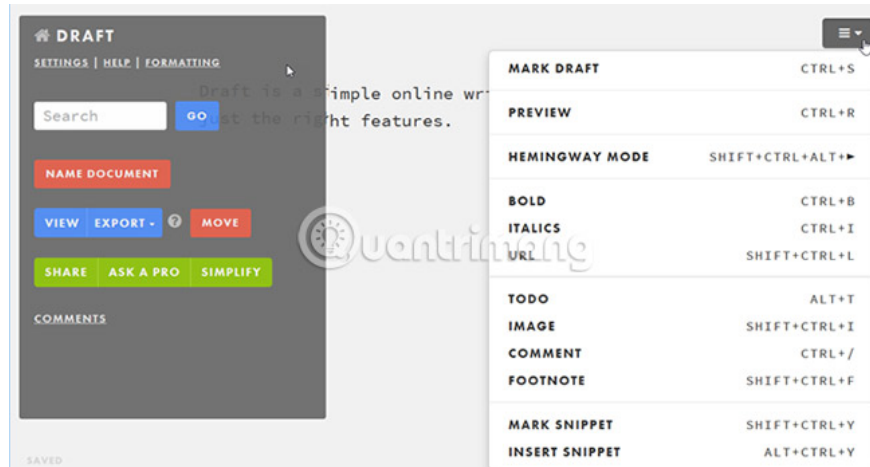 DRAFT
SETTINGS | HELP | FORMATTING
Draft is a simple online wri
just the right features.
Search GO
NAME DOCUMENT
VIEW EXPORT MOVE
SHARE ASK A PRO SIMPLIFY
COMMENTS
SAVED
Quantrimang
MARK DRAFT CTRL+S
PREVIEW CTRL+R
HEMINGWAY MODE SHIFT+CTRL+ALT+►
BOLD CTRL+B
ITALICS CTRL+I
URL SHIFT+CTRL+L
TODO ALT+T
IMAGE SHIFT+CTRL+I
COMMENT CTRL+/
FOOTNOTE SHIFT+CTRL+F
MARK SNIPPET SHIFT+CTRL+Y
INSERT SNIPPET ALT+CTRL+Y